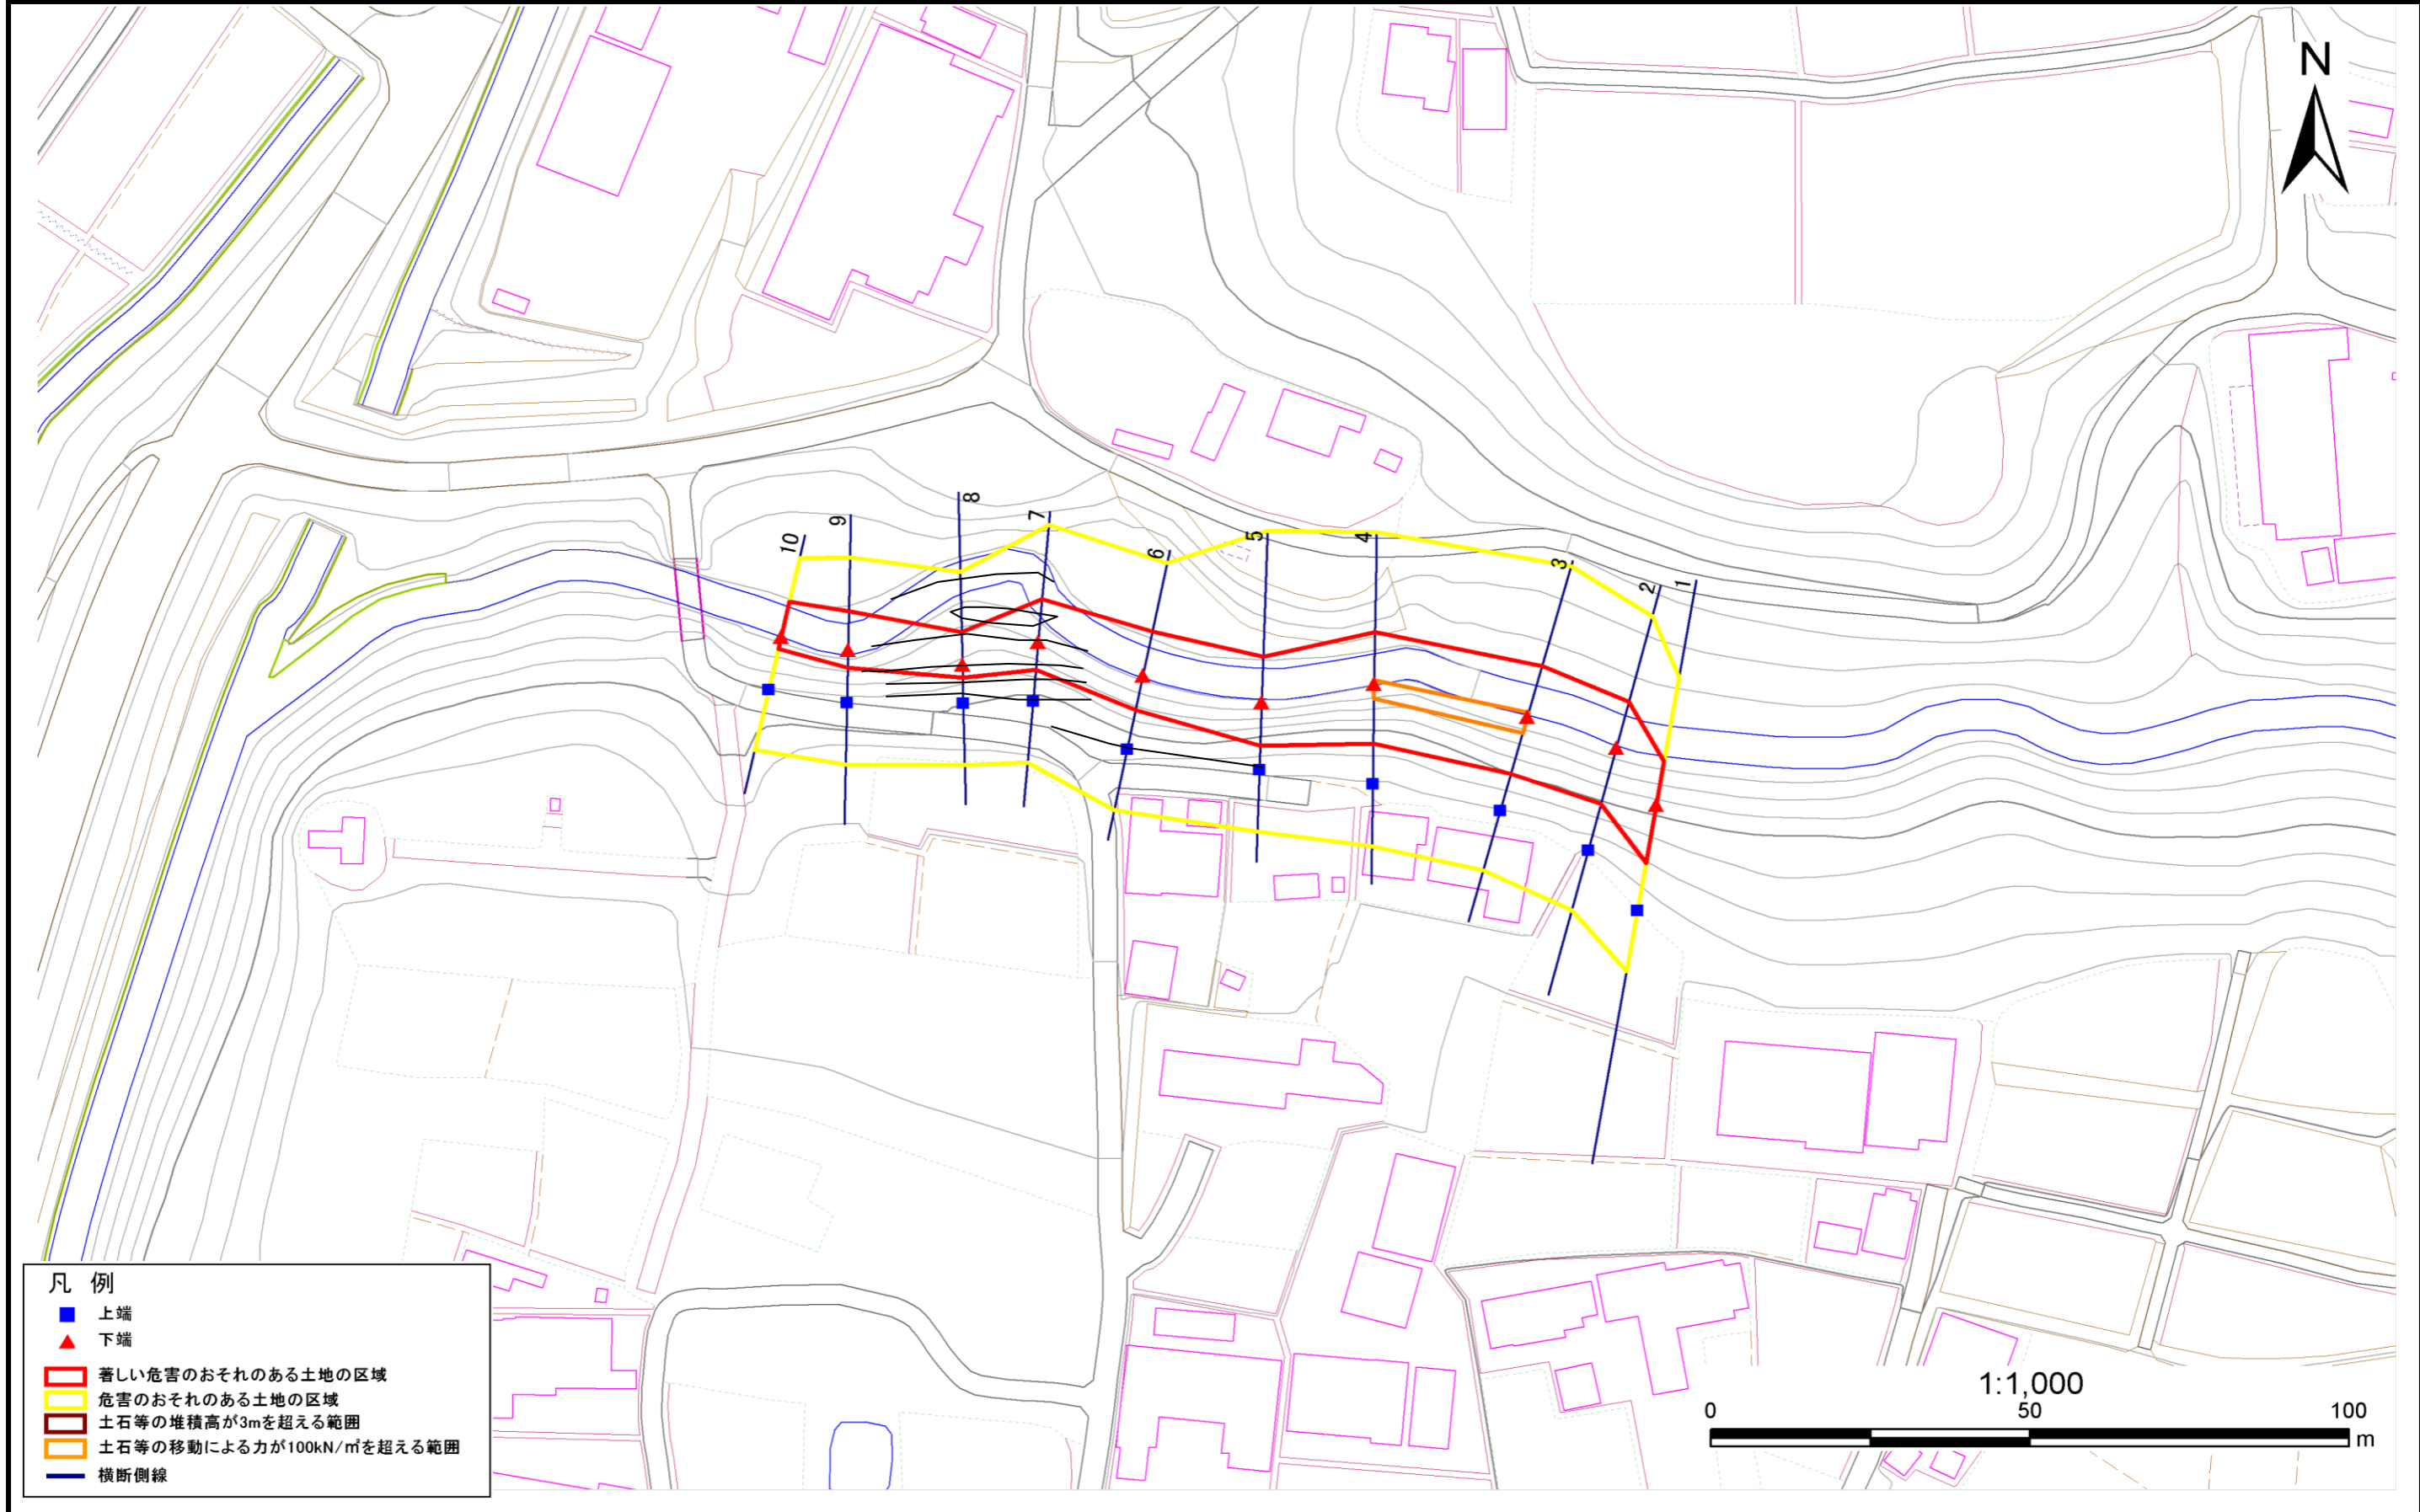 N
10
9
8
7
6
5
4
3
2
1
凡 例
上端
下端
著しい危害のおそれのある土地の区域
危害のおそれのある土地の区域
土石等の堆積高が3mを超える範囲
土石等の移動による力が100kN/㎡を超える範囲
横断側線
1:1,000
0 50 100
m